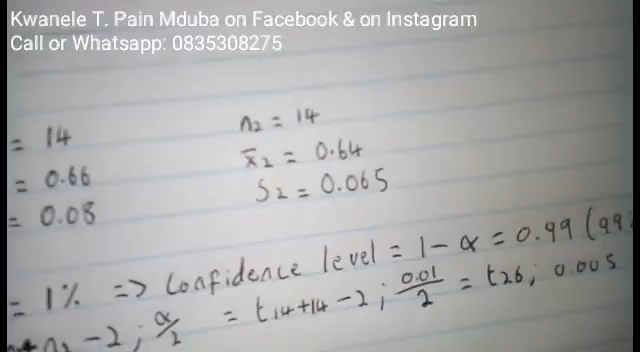 Kwanele T. Pain Mduba on Facebook & on Instagram
Call or Whatsapp: 0835308275
= 14 n2 = 14
= 0.66 x̄2 = 0.64
= 0.08 S2 = 0.065
= 1% => Confidence level = 1 - α = 0.99 (99
n2 - 2 ; α/2 = t14+14-2 ; 0.01/2 = t26 ; 0.005